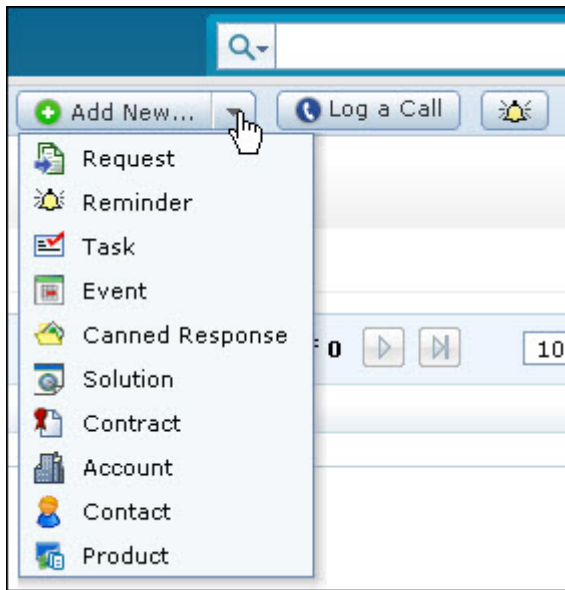 Add New...
Log a Call
Request
Reminder
Task
Event
Canned Response
0
10
Solution
Contract
Account
Contact
Product